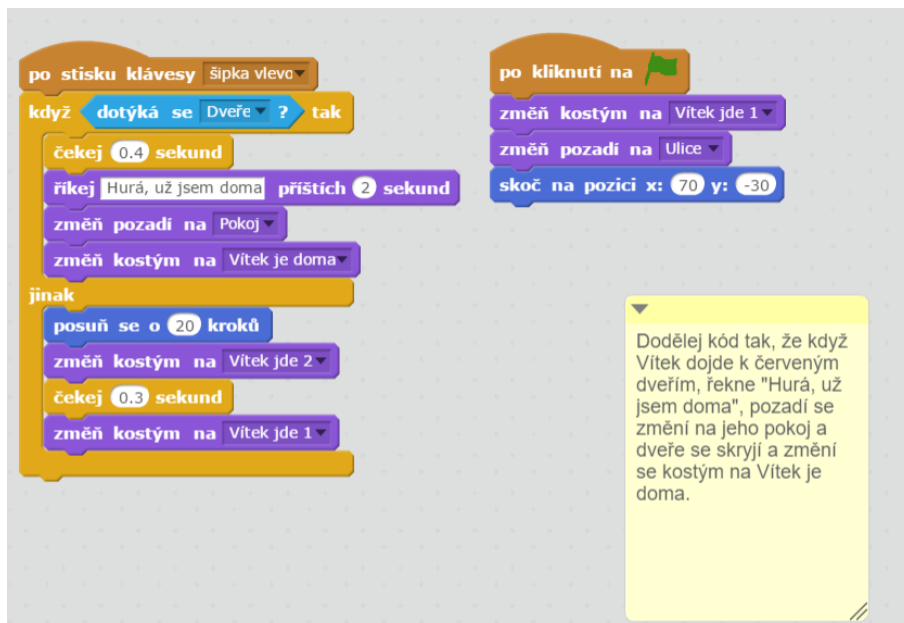 po stisku klávesy šipka vlevo
když dotýká se Dveře ? tak
čekej 0.4 sekund
říkej Hurá, už jsem doma příštích 2 sekund
změň pozadí na Pokoj
změň kostým na Vítek je doma
jinak
posuň se o 20 kroků
změň kostým na Vítek jde 2
čekej 0.3 sekund
změň kostým na Vítek jde 1
po kliknutí na
změň kostým na Vítek jde 1
změň pozadí na Ulice
skoč na pozici x: 70 y: -30
Dodělej kód tak, že když
Vítek dojde k červeným
dveřím, řekne "Hurá, už
jsem doma", pozadí se
změní na jeho pokoj a
dveře se skryjí a změní
se kostým na Vítek je
doma.